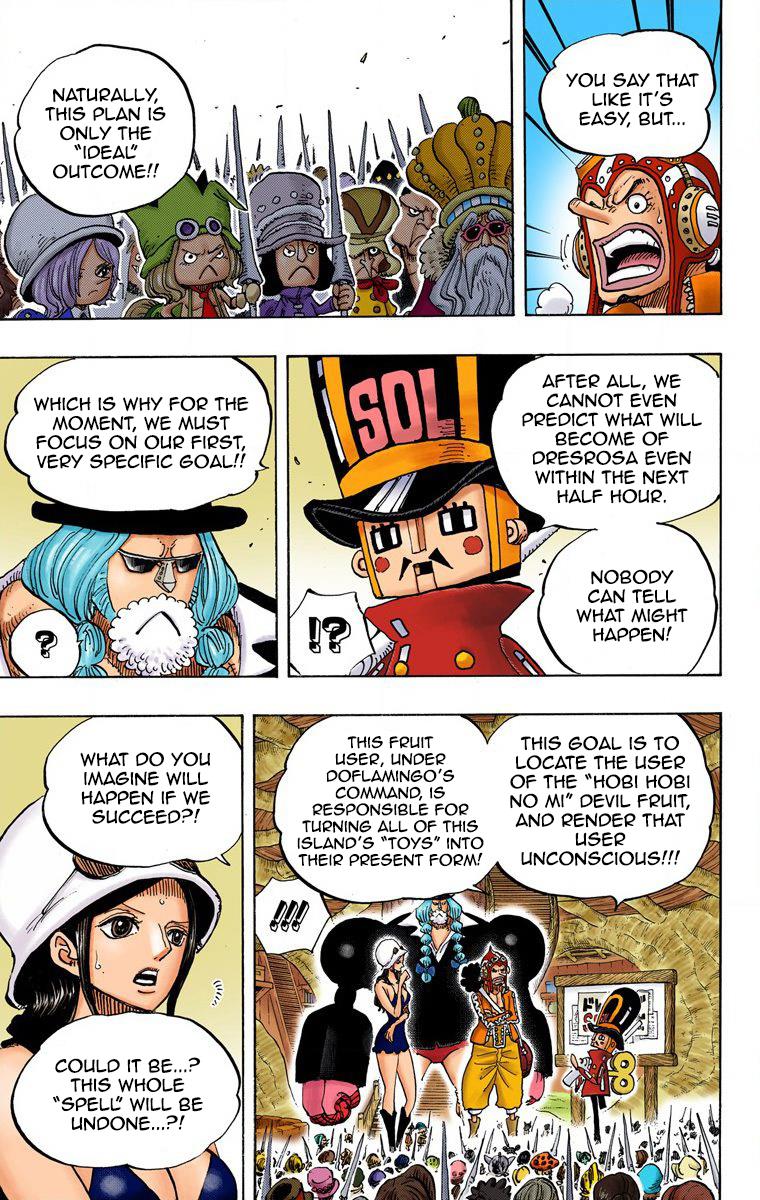 YOU SAY THAT
LIKE IT'S
EASY, BUT...
NATURALLY,
THIS PLAN IS
ONLY THE
"IDEAL"
OUTCOME!!
SOL
AFTER ALL, WE
CANNOT EVEN
PREDICT WHAT WILL
BECOME OF
DRESROSA EVEN
WITHIN THE NEXT
HALF HOUR.
NOBODY
CAN TELL
WHAT MIGHT
HAPPEN!
!?
WHICH IS WHY FOR THE
MOMENT, WE MUST
FOCUS ON OUR FIRST,
VERY SPECIFIC GOAL!!
?
THIS GOAL IS TO
LOCATE THE USER
OF THE "HOBI HOBI
NO MI" DEVIL FRUIT,
AND RENDER THAT
USER
UNCONSCIOUS!!!
THIS FRUIT
USER, UNDER
DOFLAMINGO'S
COMMAND, IS
RESPONSIBLE FOR
TURNING ALL OF THIS
ISLAND'S "TOYS" INTO
THEIR PRESENT FORM!
!!!
WHAT DO YOU
IMAGINE WILL
HAPPEN IF WE
SUCCEED?!
COULD IT BE...?
THIS WHOLE
"SPELL" WILL BE
UNDONE...?!